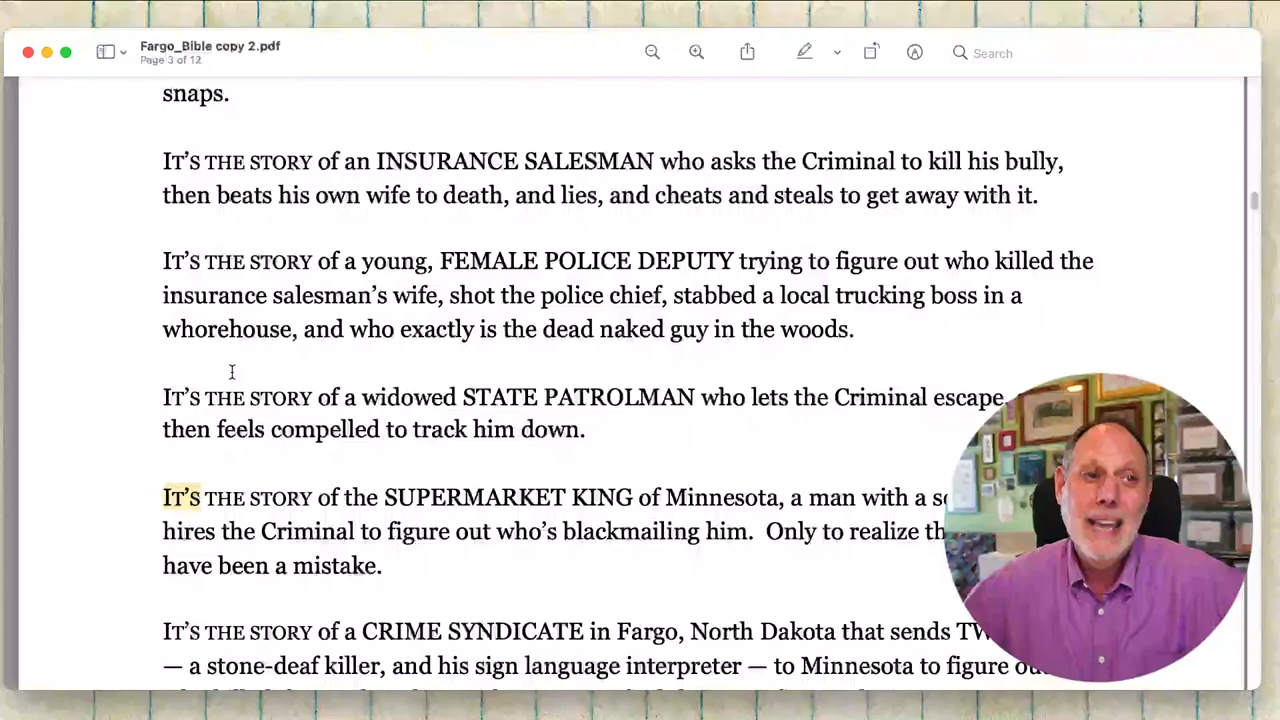 Fargo_Bible copy 2.pdf
Page 3 of 12
Search
snaps.
IT'S THE STORY of an INSURANCE SALESMAN who asks the Criminal to kill his bully,
then beats his own wife to death, and lies, and cheats and steals to get away with it.
IT'S THE STORY of a young, FEMALE POLICE DEPUTY trying to figure out who killed the
insurance salesman's wife, shot the police chief, stabbed a local trucking boss in a
whorehouse, and who exactly is the dead naked guy in the woods.
IT'S THE STORY of a widowed STATE PATROLMAN who lets the Criminal escape,
then feels compelled to track him down.
IT'S THE STORY of the SUPERMARKET KING of Minnesota, a man with a
hires the Criminal to figure out who's blackmailing him. Only to realize
have been a mistake.
IT'S THE STORY of a CRIME SYNDICATE in Fargo, North Dakota that sends
— a stone-deaf killer, and his sign language interpreter — to Minnesota to figure